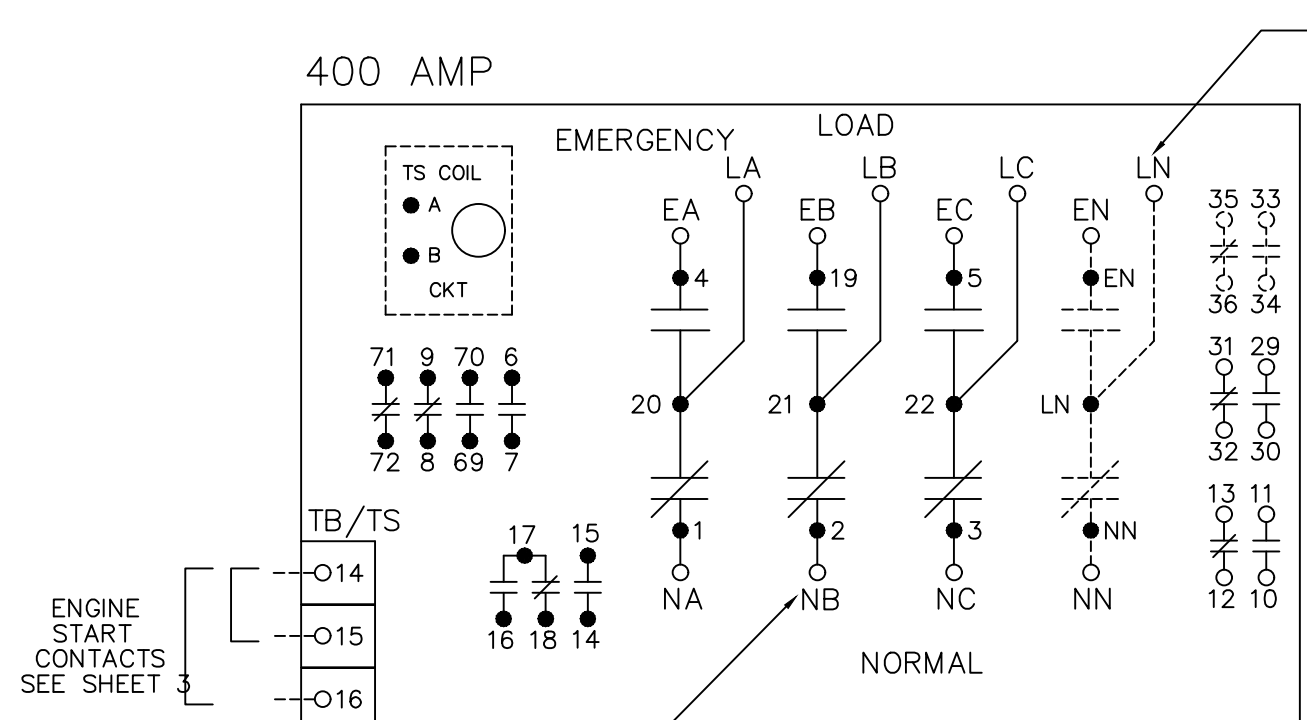 400 AMP
EMERGENCY
LOAD
TS COIL
A
B
CKT
LA LB LC LN
EA EB EC EN
35 33
4 19 5 EN
36 34
71 9 70 6
31 29
20 21 22 LN
72 8 69 7
32 30
13 11
TB/TS
17 15
1 2 3 NN
14
NA NB NC NN
12 10
ENGINE
START
CONTACTS
SEE SHEET 3
15
16 18 14
NORMAL
16